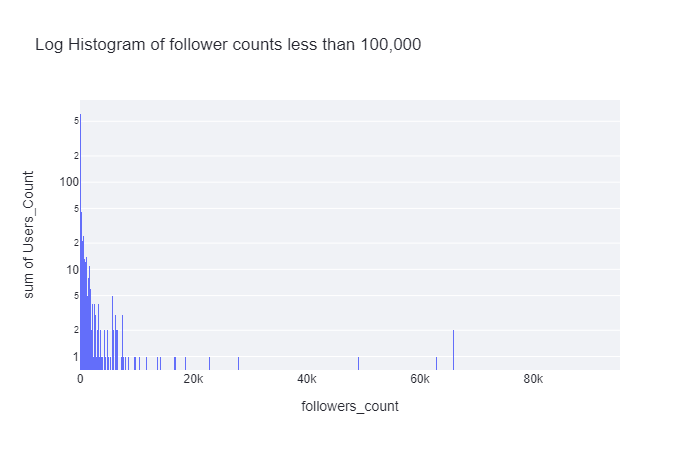 Log Histogram of follower counts less than 100,000
5
2
100
5
2
10
5
2
1
sum of Users_Count
0 20k 40k 60k 80k
followers_count